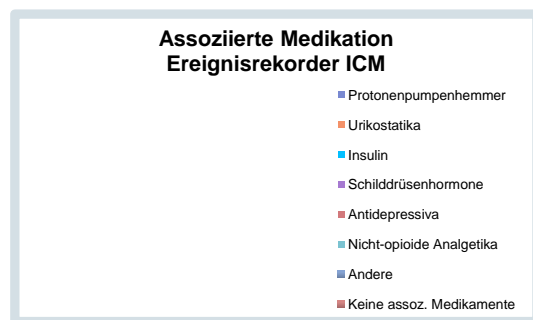 Assoziierte Medikation
Ereignisrekorder ICM
Protonenpumpenhemmer
Urikostatika
Insulin
Schilddrüsenhormone
Antidepressiva
Nicht-opioide Analgetika
Andere
Keine assoz. Medikamente